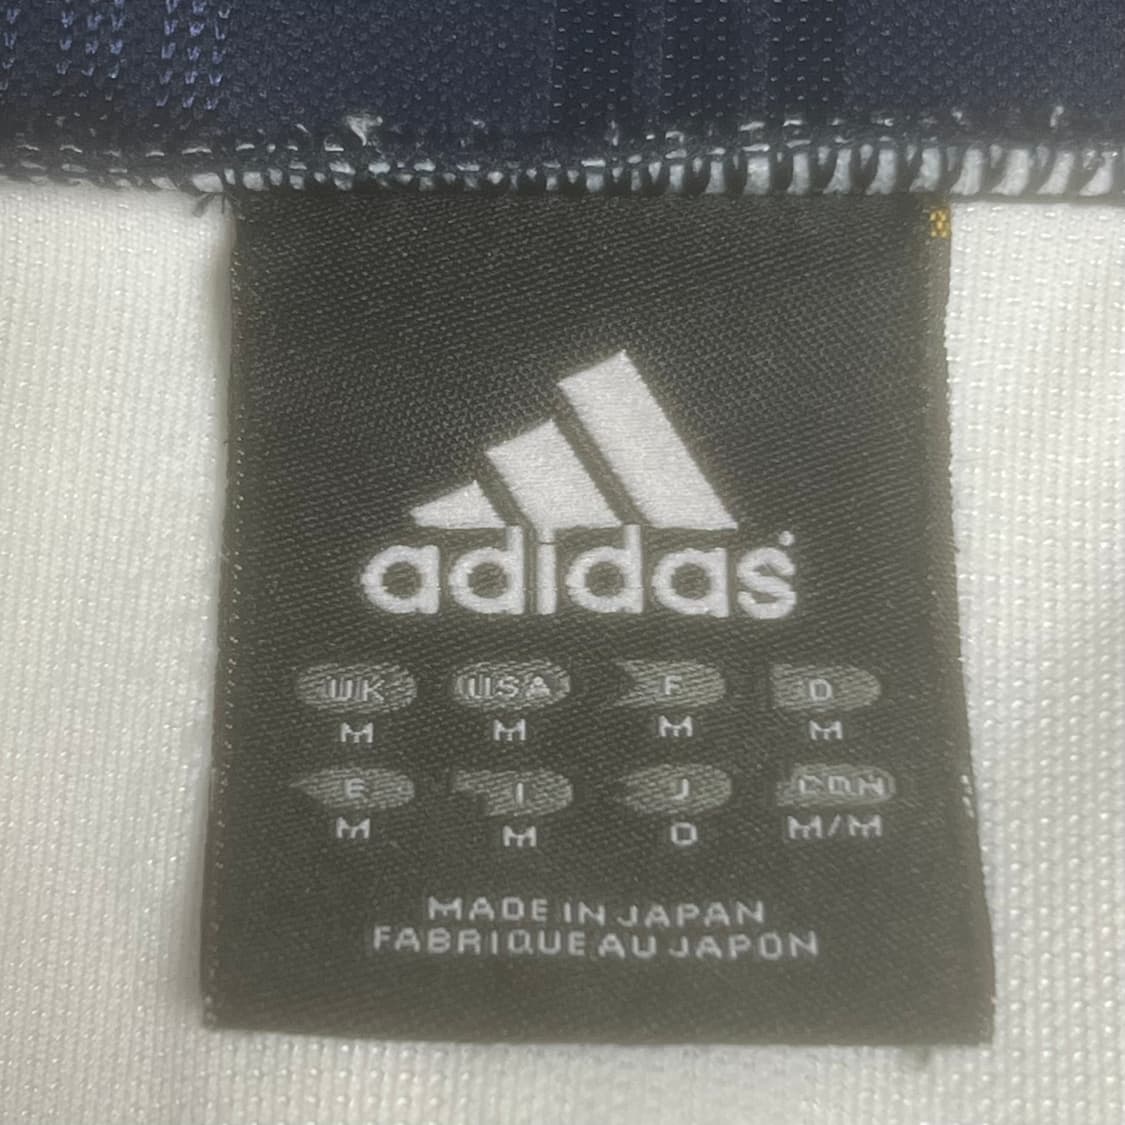 adidas
UK USA F D
M M M M
E I J CDN
M M O M/M
MADE IN JAPAN
FABRIQUE AU JAPON